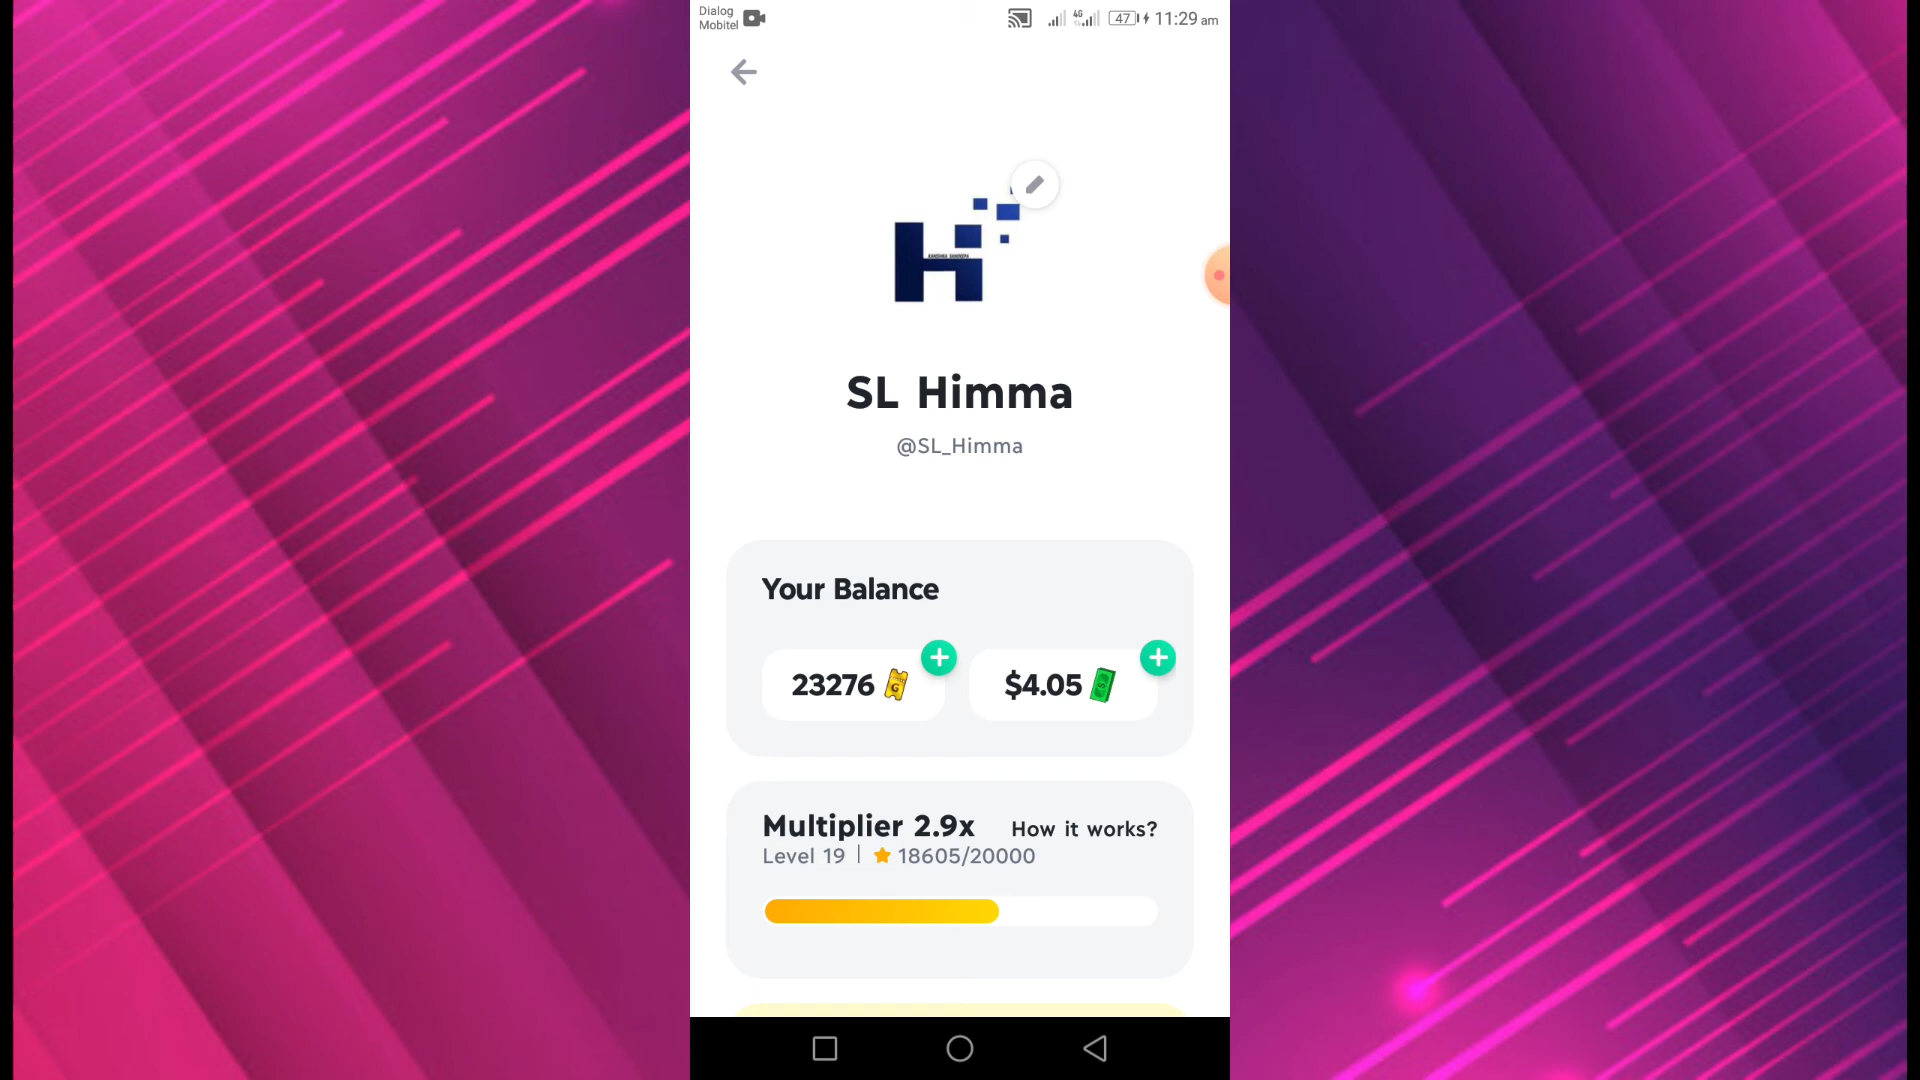 Dialog
Mobitel
4G
47
11:29 am
SL Himma
@SL_Himma
Your Balance
23276
G
$4.05
Multiplier 2.9x
How it works?
Level 19 | 18605/20000